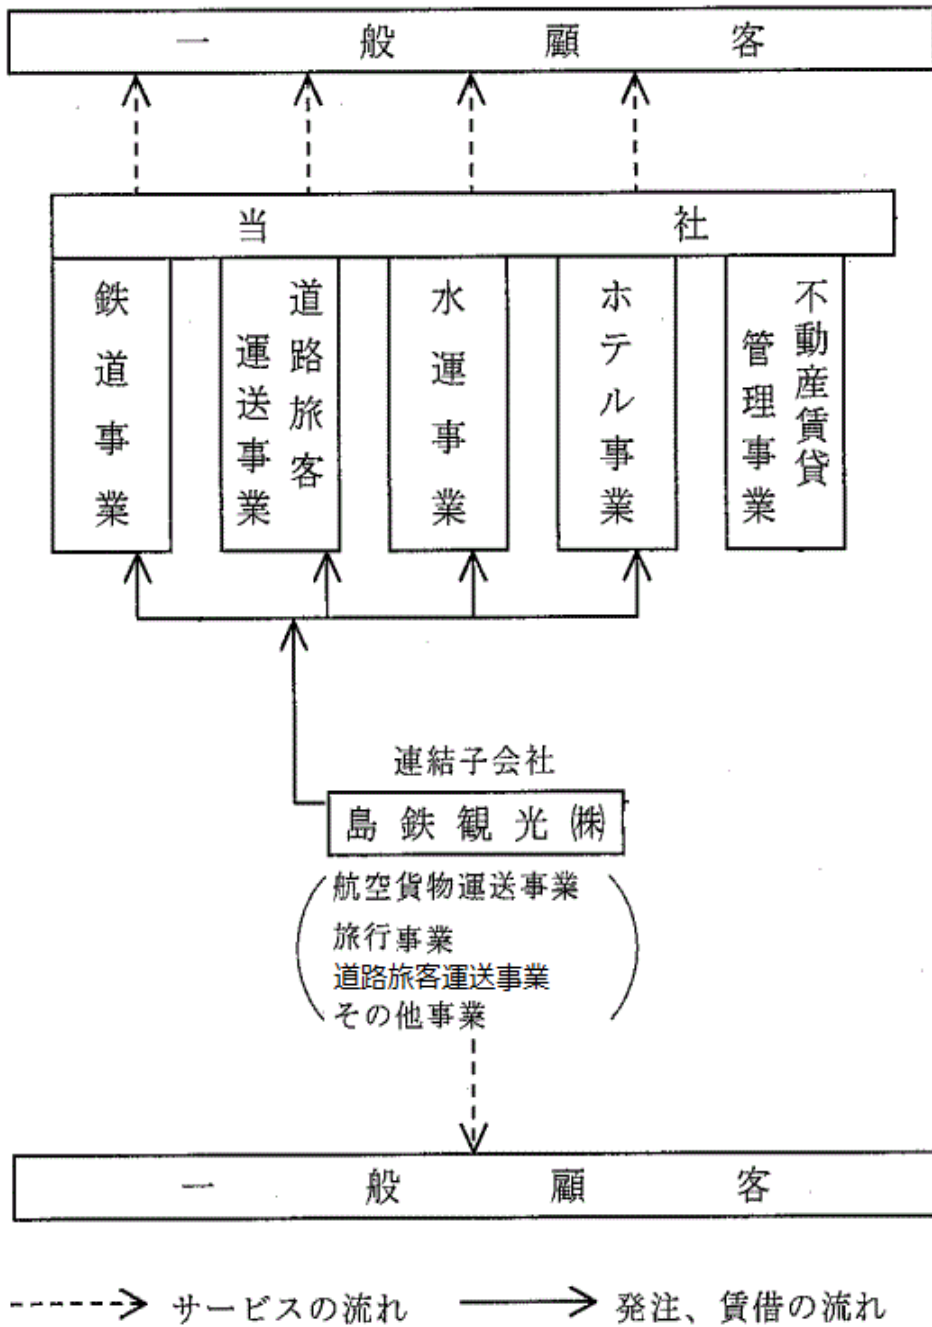 一般顧客
当社
鉄道事業
道路旅客
運送事業
水運事業
ホテル事業
不動産賃貸
管理事業
連結子会社
島鉄観光㈱
航空貨物運送事業
旅行事業
道路旅客運送事業
その他事業
一般顧客
サービスの流れ
発注、賃借の流れ